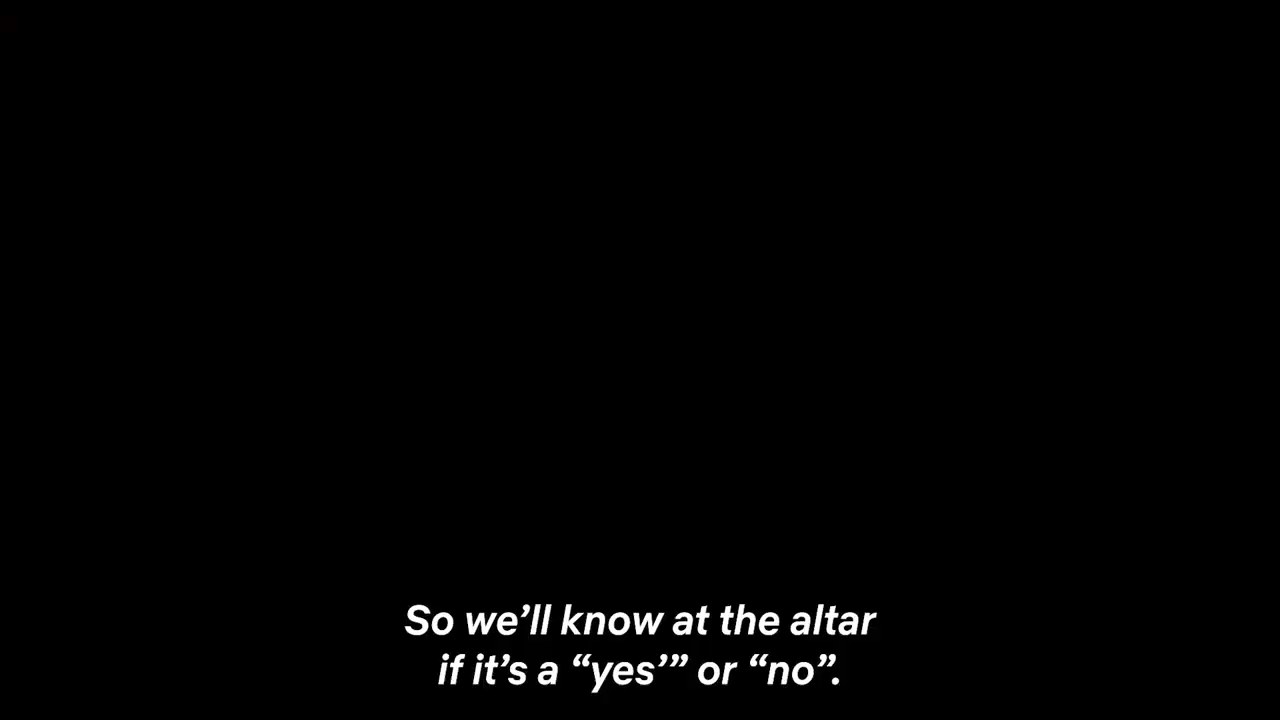 So we’ll know at the altar
if it’s a “yes’” or “no”.